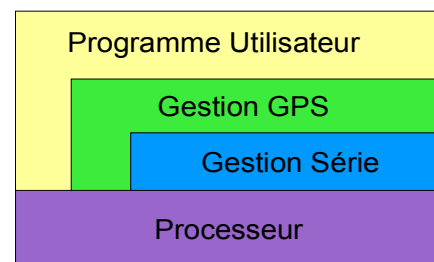 Programme Utilisateur
Gestion GPS
Gestion Série
Processeur